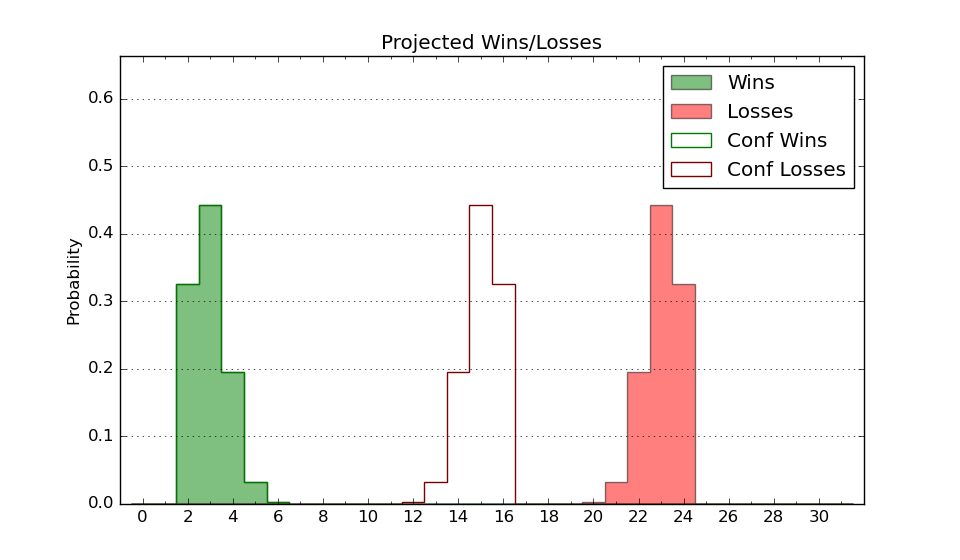 Projected Wins/Losses
Wins
Losses
Conf Wins
Conf Losses
Probability
0.6
0.5
0.4
0.3
0.2
0.1
0.0
0 2 4 6 8 10 12 14 16 18 20 22 24 26 28 30